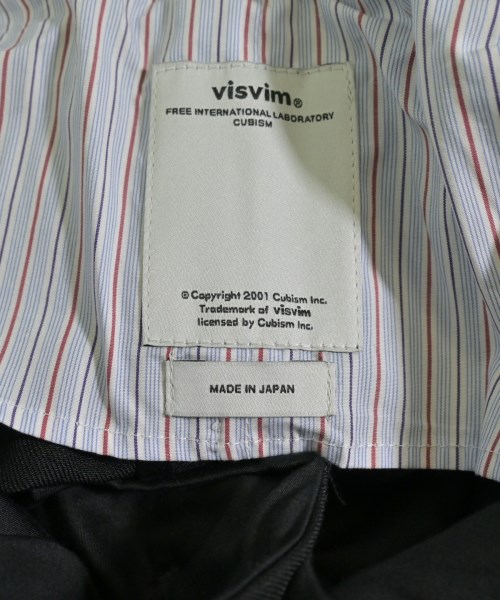 visvim®
FREE INTERNATIONAL LABORATORY
CUBISM
© Copyright 2001 Cubism Inc.
Trademark of visvim
licensed by Cubism Inc.
MADE IN JAPAN